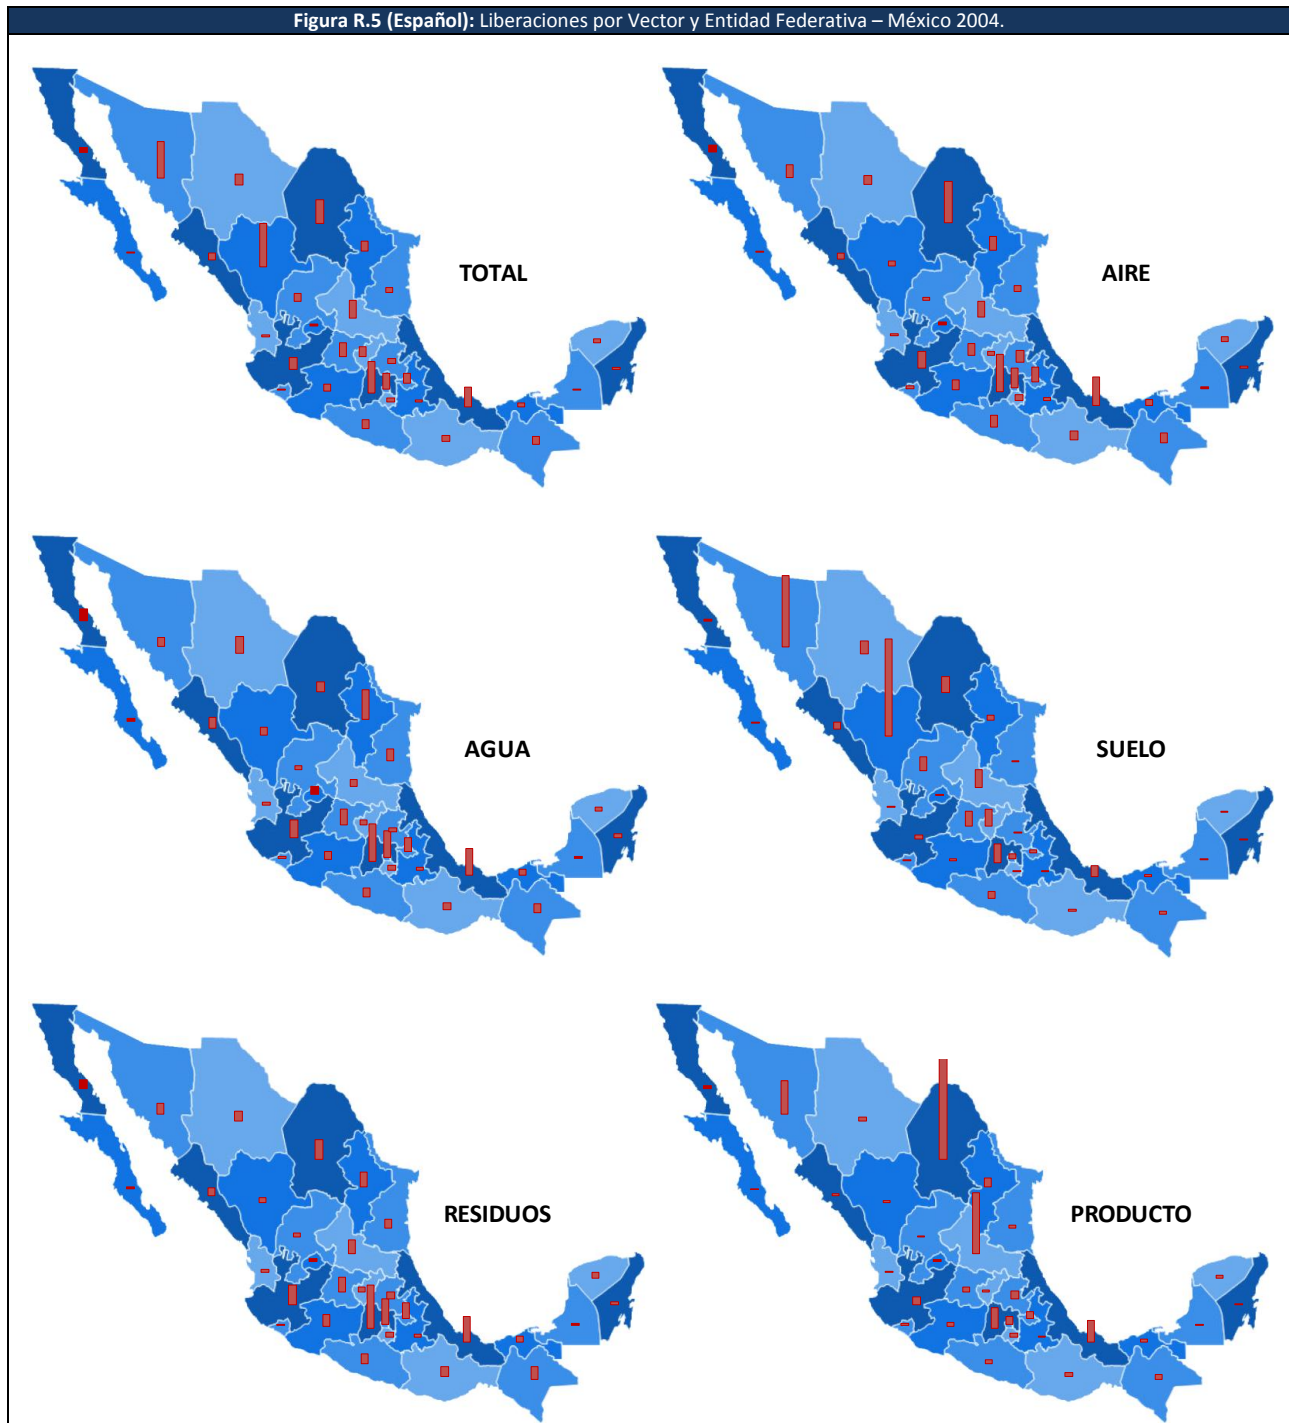 Figura R.5 (Español): Liberaciones por Vector y Entidad Federativa – México 2004.
TOTAL
AIRE
AGUA
SUELO
RESIDUOS
PRODUCTO